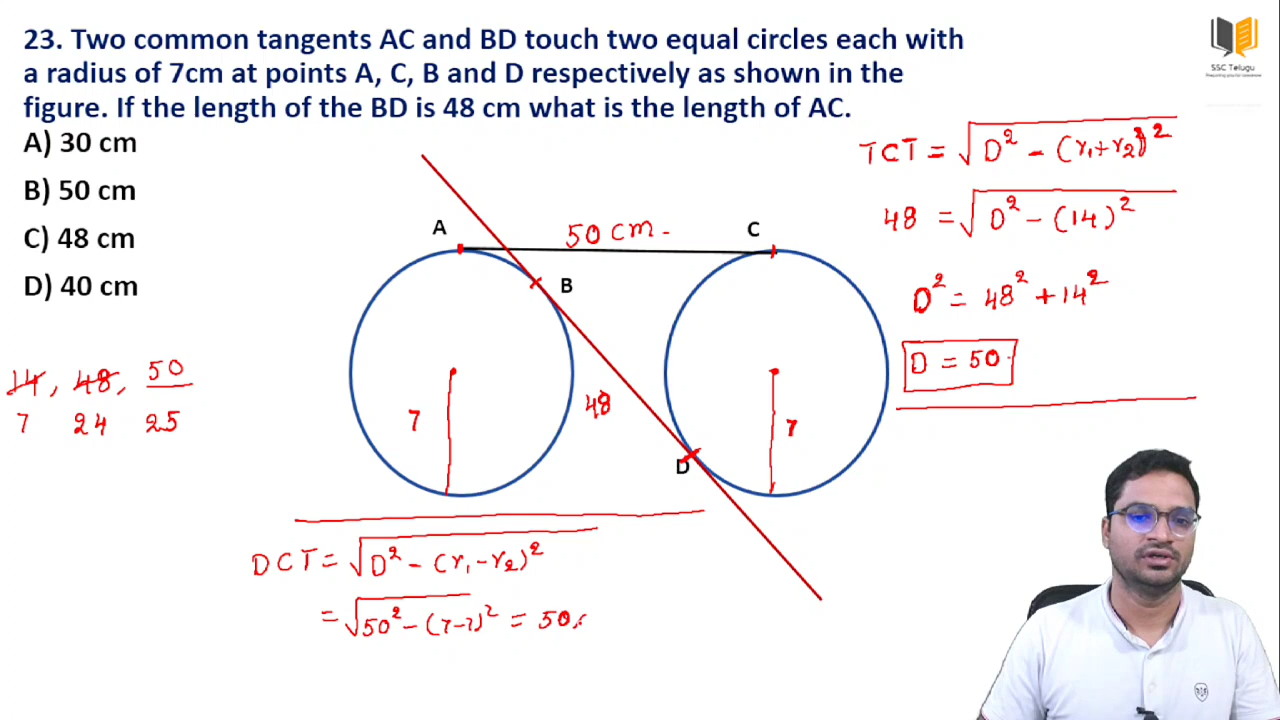 23. Two common tangents AC and BD touch two equal circles each with
a radius of 7cm at points A, C, B and D respectively as shown in the
figure. If the length of the BD is 48 cm what is the length of AC.
A) 30 cm
B) 50 cm
C) 48 cm
D) 40 cm
SSC Telugu
TCT = √D² - (r₁+r₂)²
48 = √D² - (14)²
D² = 48² + 14²
D = 50
A
50 cm
C
B
48
D
7
7
14, 48, 50
7 24 25
DCT = √D² - (r₁-r₂)²
= √50² - (7-7)² = 50